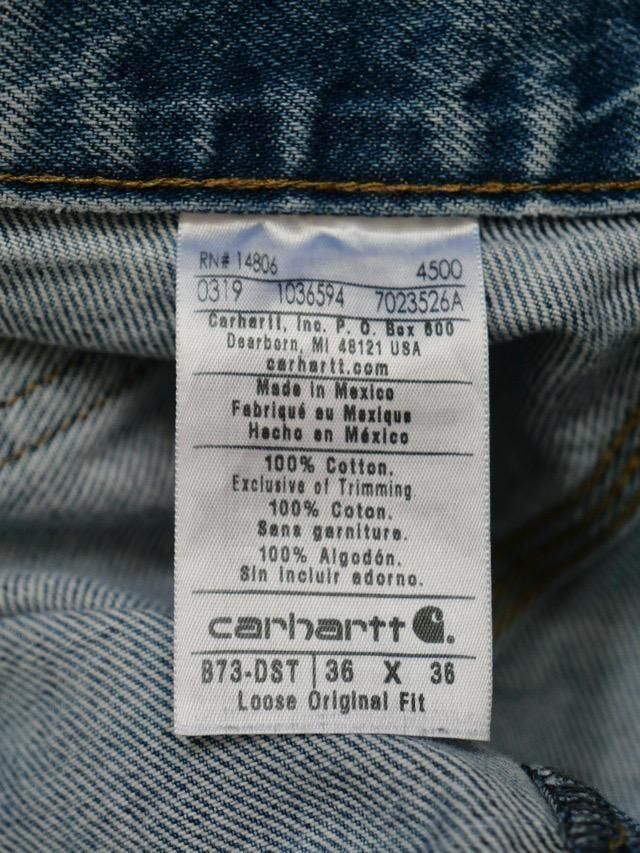 RN# 14806 4500
0319 1036594 7023526A
Carhartt, Inc. P. O. Box 600
Dearborn, MI 48121 USA
carhartt.com
Made in Mexico
Fabriqué au Mexique
Hecho en México
100% Cotton.
Exclusive of Trimming
100% Coton.
Sans garniture.
100% Algodón.
Sin incluir adorno.
carhartt
B73-DST 36 X 36
Loose Original Fit